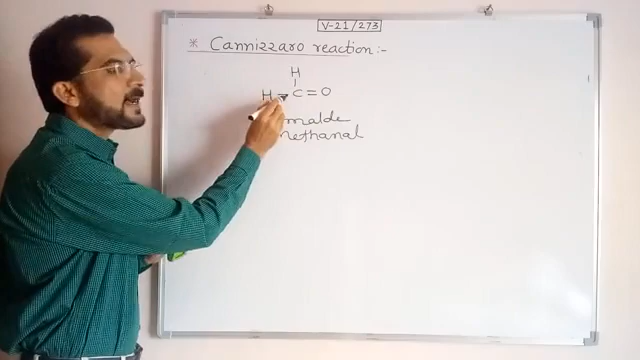 V-21/273
* Cannizzaro reaction:-
H
H - C = O
malde
methanal